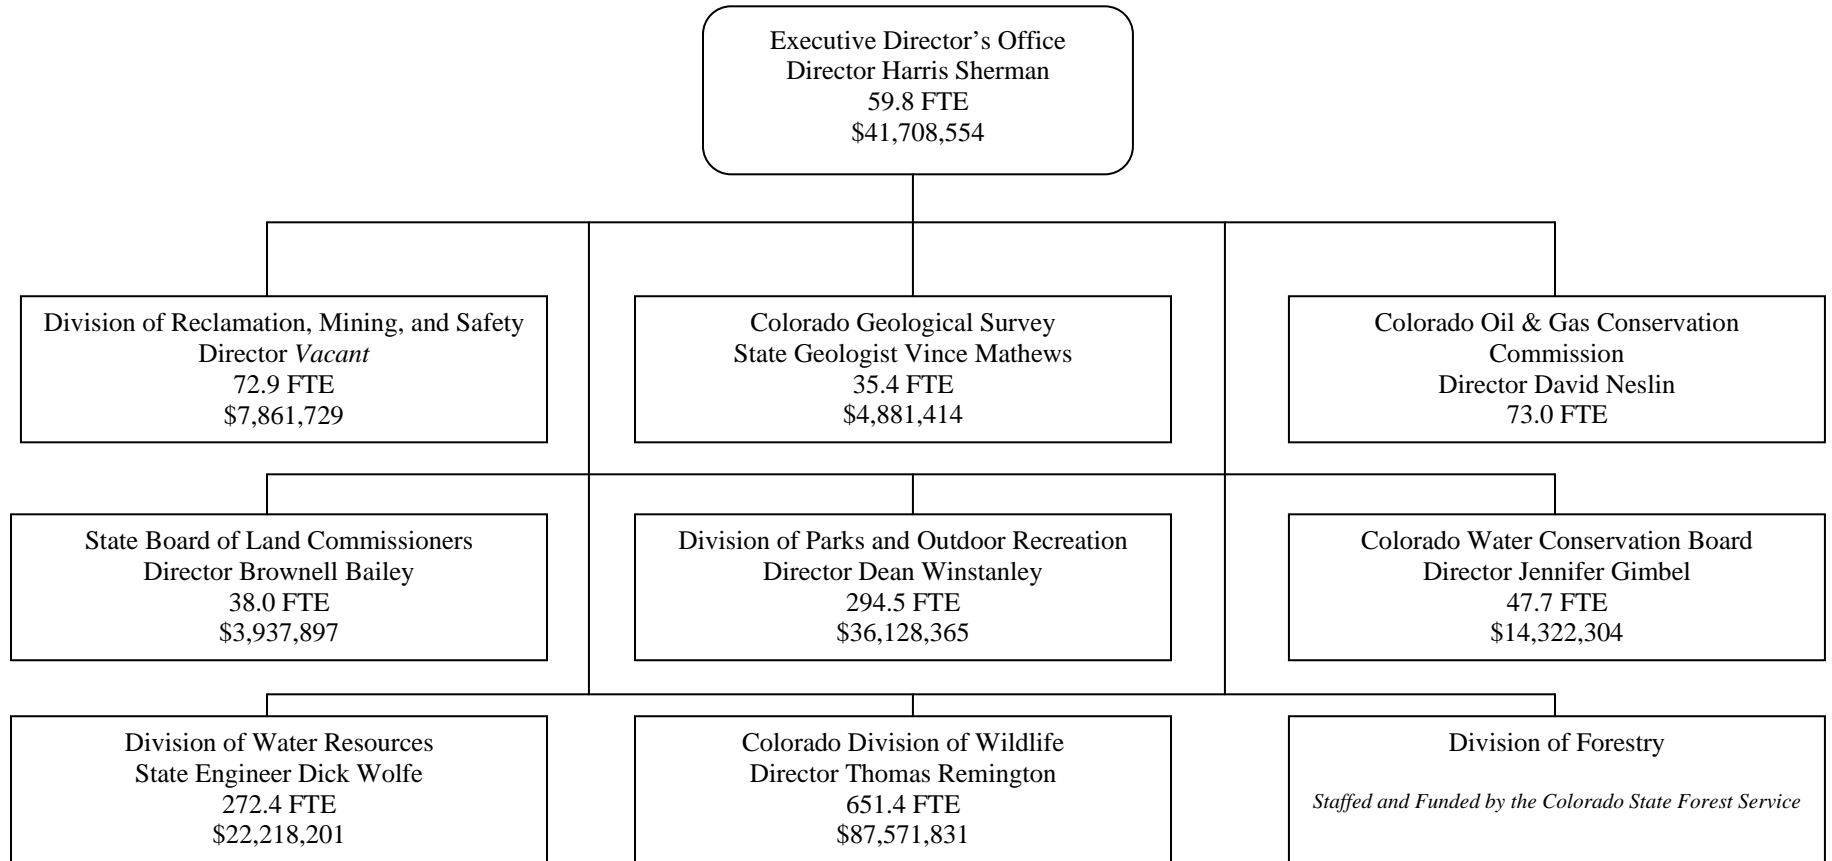 Executive Director’s Office
Director Harris Sherman
59.8 FTE
$41,708,554
Division of Reclamation, Mining, and Safety
Director Vacant
72.9 FTE
$7,861,729
Colorado Geological Survey
State Geologist Vince Mathews
35.4 FTE
$4,881,414
Colorado Oil & Gas Conservation
Commission
Director David Neslin
73.0 FTE
State Board of Land Commissioners
Director Brownell Bailey
38.0 FTE
$3,937,897
Division of Parks and Outdoor Recreation
Director Dean Winstanley
294.5 FTE
$36,128,365
Colorado Water Conservation Board
Director Jennifer Gimbel
47.7 FTE
$14,322,304
Division of Water Resources
State Engineer Dick Wolfe
272.4 FTE
$22,218,201
Colorado Division of Wildlife
Director Thomas Remington
651.4 FTE
$87,571,831
Division of Forestry
Staffed and Funded by the Colorado State Forest Service